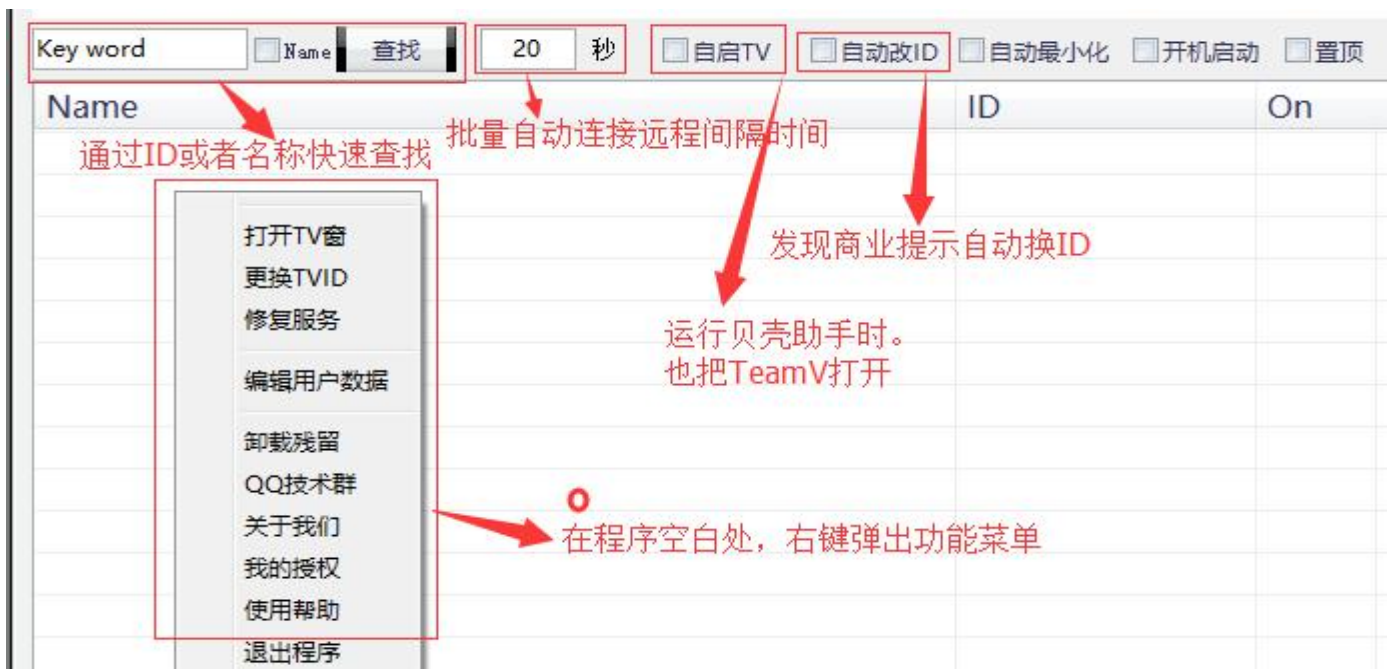 Key word Name 查找 20 秒 自启TV 自动改ID 自动最小化 开机启动 置顶
Name ID On
通过ID或者名称快速查找
批量自动连接远程间隔时间
发现商业提示自动换ID
运行贝壳助手时。
也把TeamV打开
打开TV窗
更换TVID
修复服务
编辑用户数据
卸载残留
QQ技术群
关于我们
我的授权
使用帮助
退出程序
在程序空白处，右键弹出功能菜单